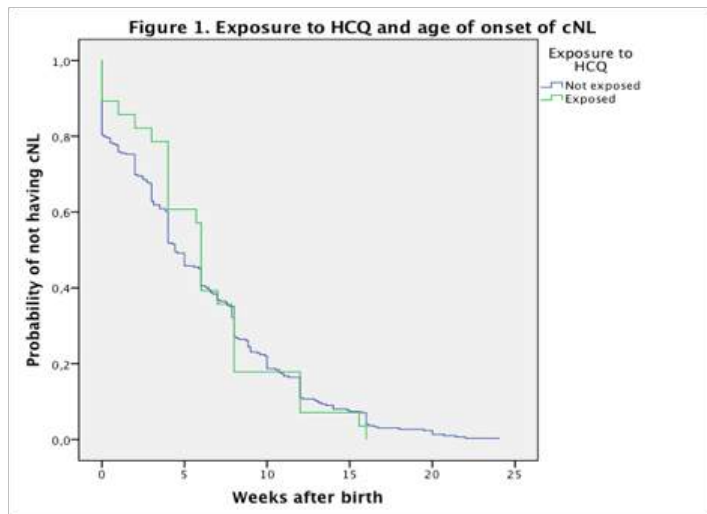 Figure 1. Exposure to HCQ and age of onset of cNL
Exposure to
HCQ
Not exposed
Exposed
Probability of not having cNL
1,0
0,8
0,6
0,4
0,2
0,0
0 5 10 15 20 25
Weeks after birth